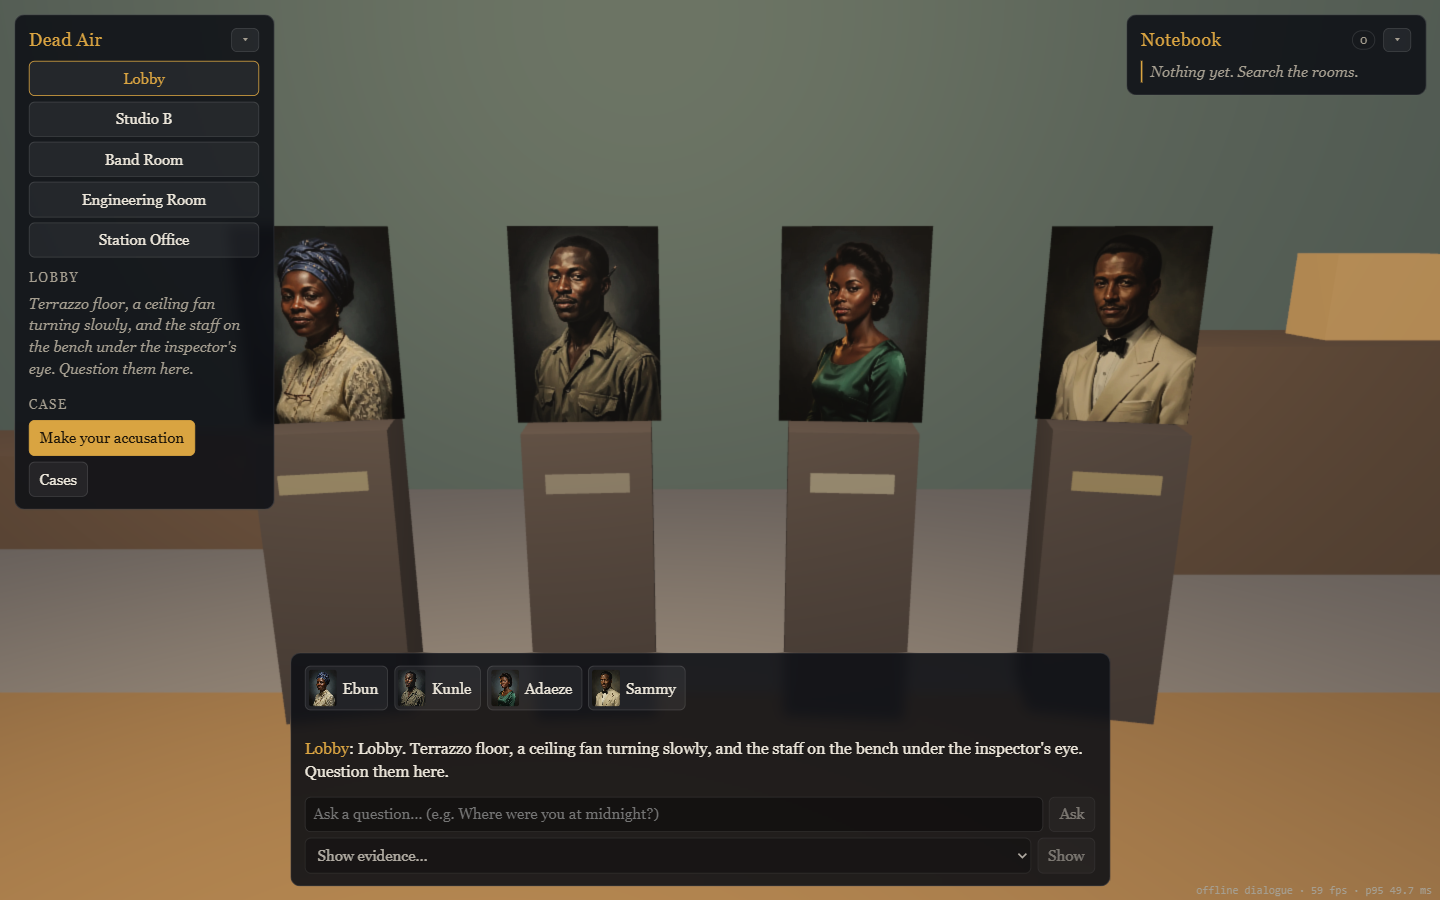 Dead Air
Lobby
Studio B
Band Room
Engineering Room
Station Office
LOBBY
Terrazzo floor, a ceiling fan
turning slowly, and the staff on
the bench under the inspector's
eye. Question them here.
CASE
Make your accusation
Cases
Notebook
0
Nothing yet. Search the rooms.
Ebun
Kunle
Adaeze
Sammy
Lobby: Lobby. Terrazzo floor, a ceiling fan turning slowly, and the staff on the bench under the inspector's eye.
Question them here.
Ask a question... (e.g. Where were you at midnight?)
Ask
Show evidence...
Show
offline dialogue · 59 fps · p95 49.7 ms